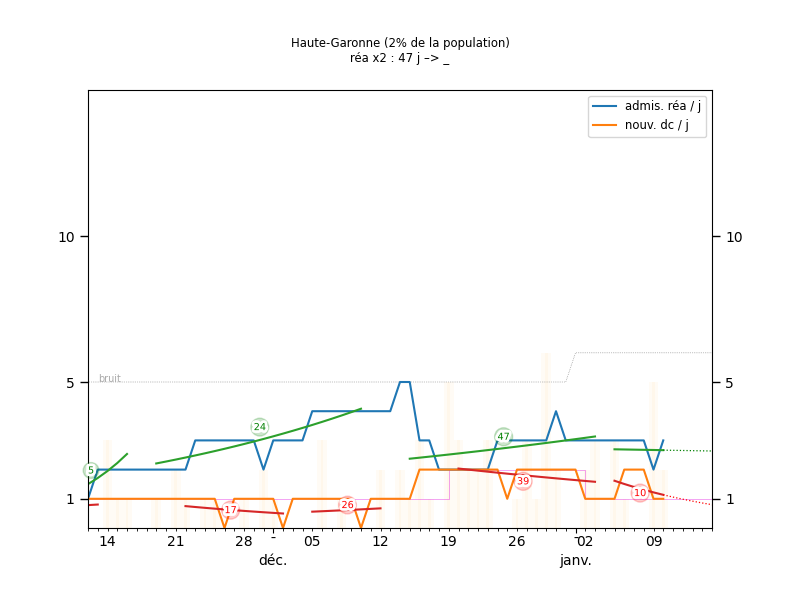 Haute-Garonne (2% de la population)
réa x2 : 47 j –> _
admis. réa / j
nouv. dc / j
10 10
bruit
5 5
24
47
5
39
26
17
10
1 1
14 21 28 - 05 12 19 26 - 02 09
déc. janv.